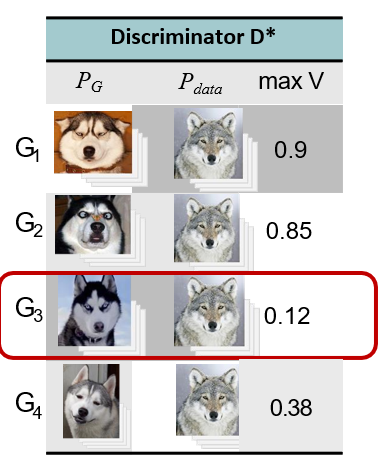 Discriminator D*
P_G P_data max V
G₁ 0.9
G₂ 0.85
G₃ 0.12
G₄ 0.38